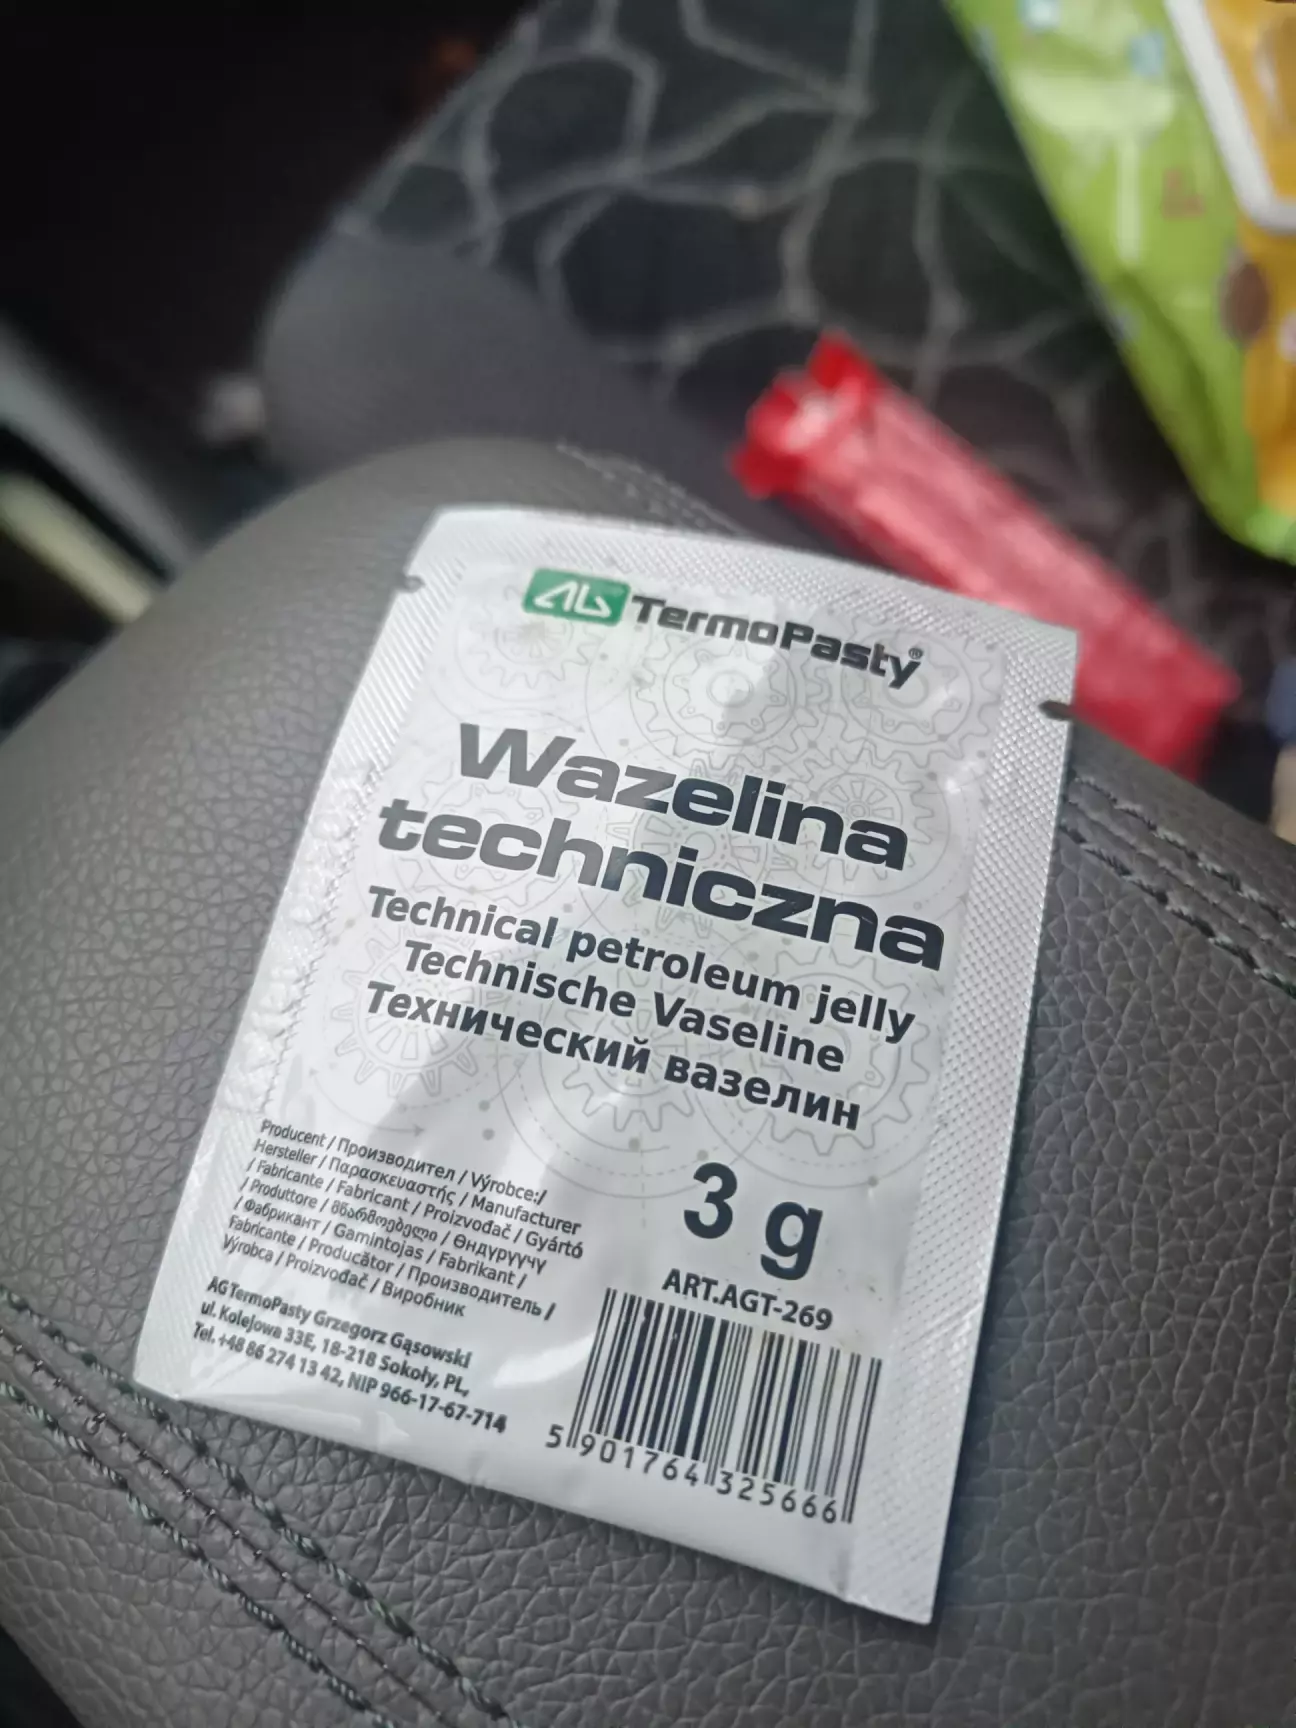 AG TermoPasty®
Wazelina
techniczna
Technical petroleum jelly
Technische Vaseline
Технический вазелин
3 g
ART.AGT-269
Producent / Производител / Výrobce:/
Hersteller / Παρασκευαστής / Manufacturer
/ Fabricante / Fabricant / Proizvođač / Gyártó
/ Produttore / მწარმოებელი / Өндүрүүчү
/ Фабрикант / Gamintojas / Fabrikant /
Fabricante / Producător / Производитель /
Výrobca / Proizvođač / Виробник
AG TermoPasty Grzegorz Gąsowski
ul. Kolejowa 33E, 18-218 Sokoły, PL,
Tel. +48 86 274 13 42, NIP 966-17-67-714
5 901764 325666